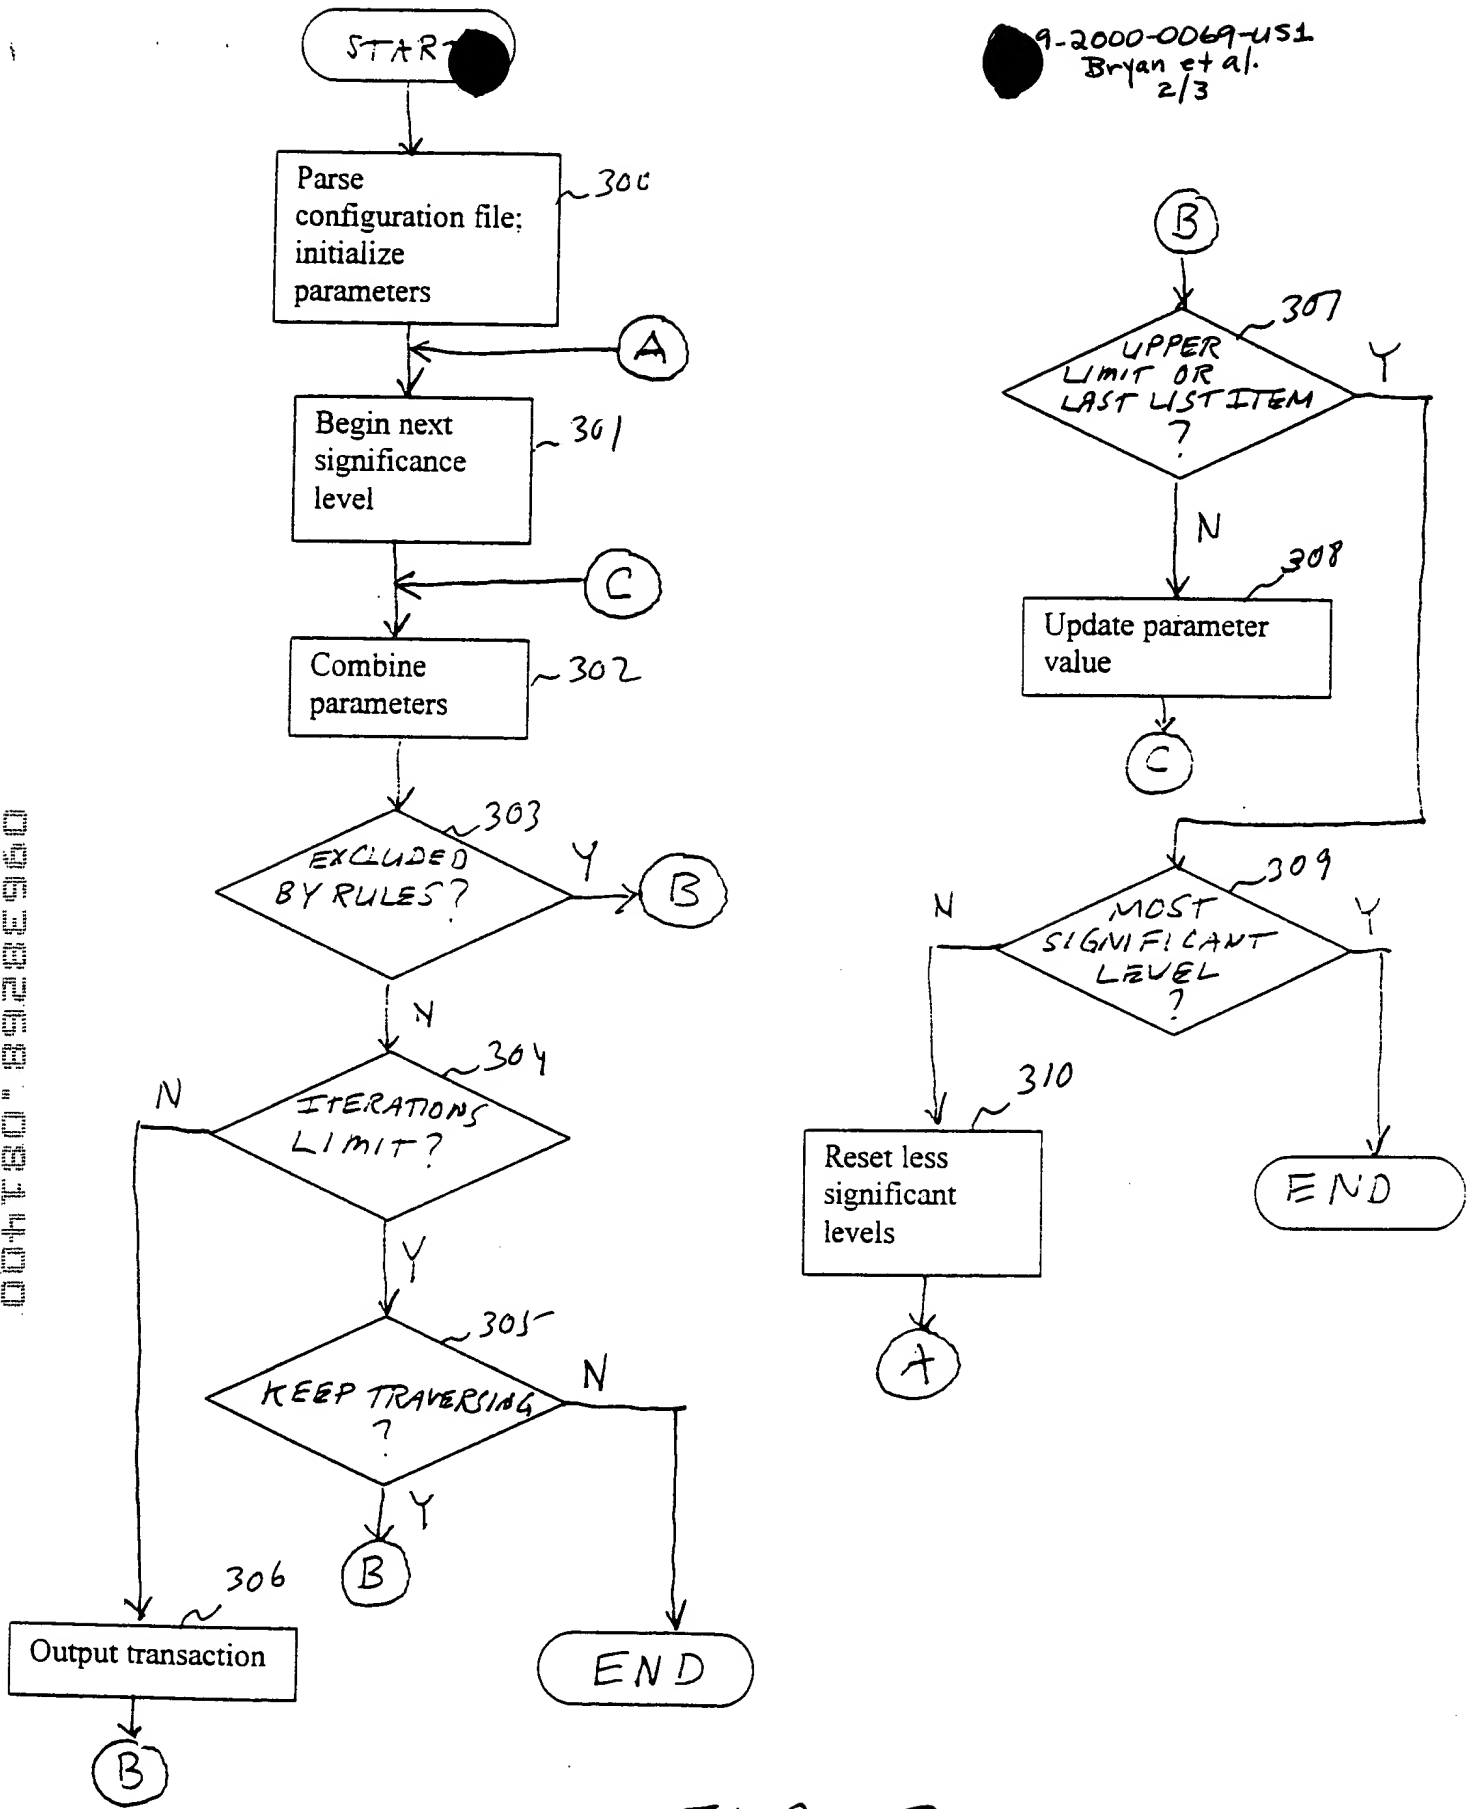 START
9-2000-0069-US1
Bryan et al.
2/3
Parse
configuration file;
initialize
parameters
300
A
Begin next
significance
level
301
C
Combine
parameters
302
EXCLUDED
BY RULES?
303
Y
B
N
ITERATIONS
LIMIT?
304
N
Y
KEEP TRAVERSING
?
305
N
Y
B
306
Output transaction
B
END
B
UPPER
LIMIT OR
LAST LIST ITEM
?
307
Y
N
308
Update parameter
value
C
MOST
SIGNIFICANT
LEVEL
?
309
N
Y
310
Reset less
significant
levels
A
END
09638258.081400